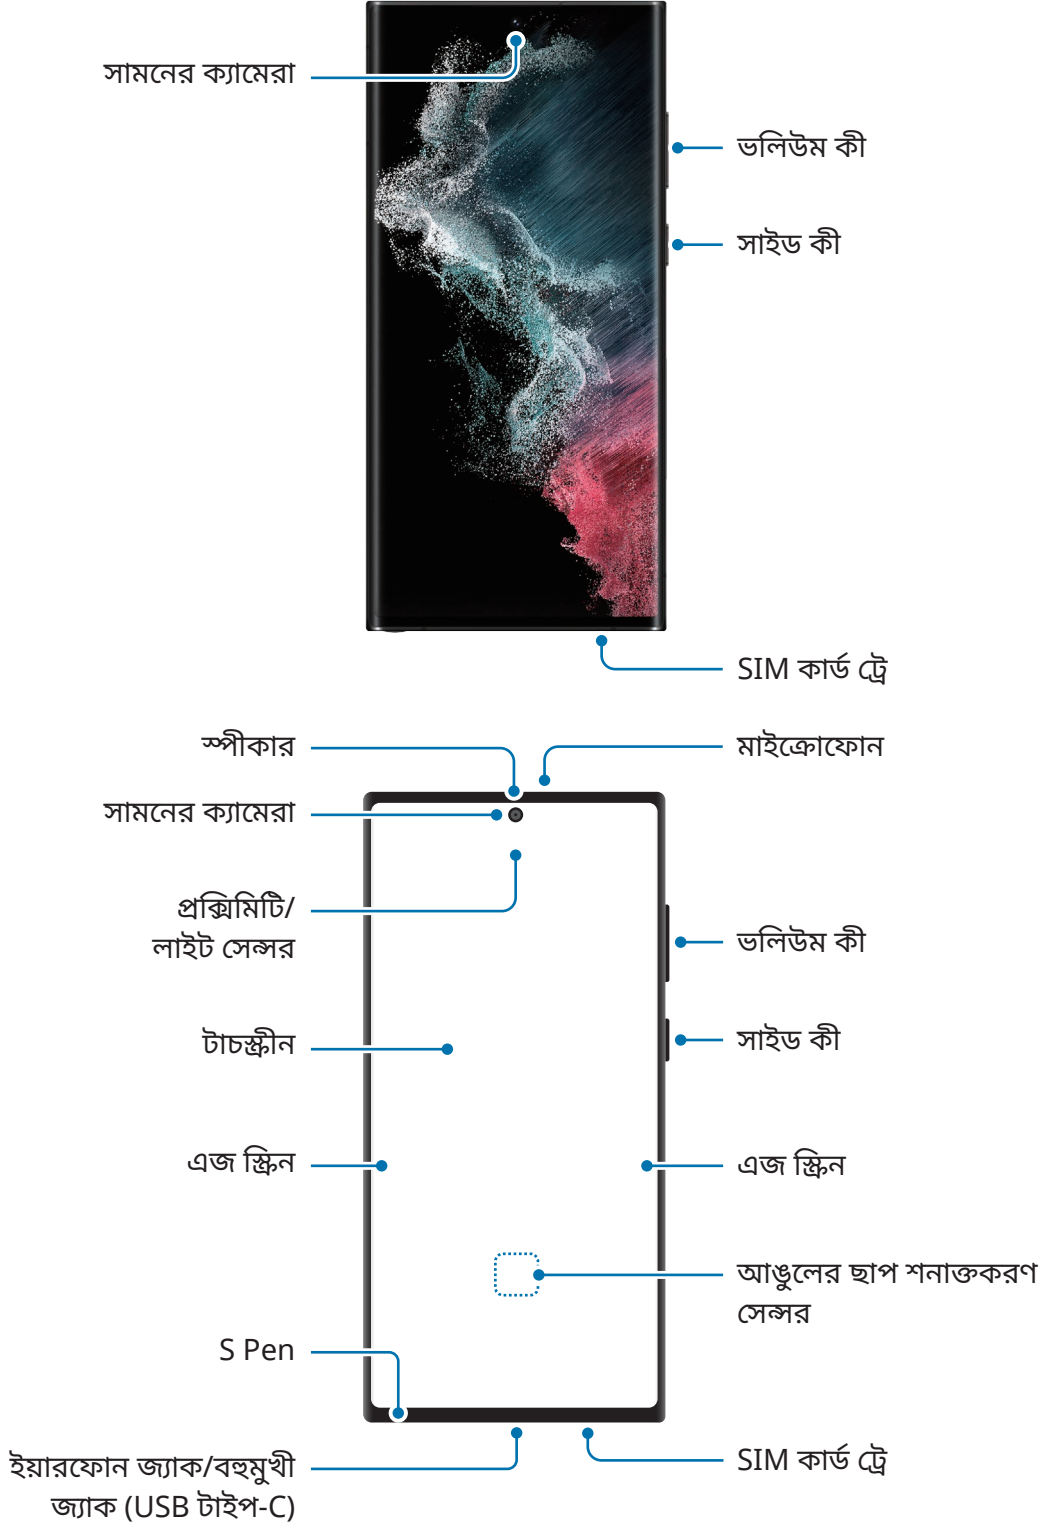 সামনের ক্যামেরা
ভলিউম কী
সাইড কী
SIM কার্ড ট্রে
স্পীকার
মাইক্রোফোন
সামনের ক্যামেরা
প্রক্সিমিটি/
লাইট সেন্সর
ভলিউম কী
টাচস্ক্রীন
সাইড কী
এজ স্ক্রিন
এজ স্ক্রিন
আঙুলের ছাপ শনাক্তকরণ
সেন্সর
S Pen
ইয়ারফোন জ্যাক/বহুমুখী
জ্যাক (USB টাইপ-C)
SIM কার্ড ট্রে